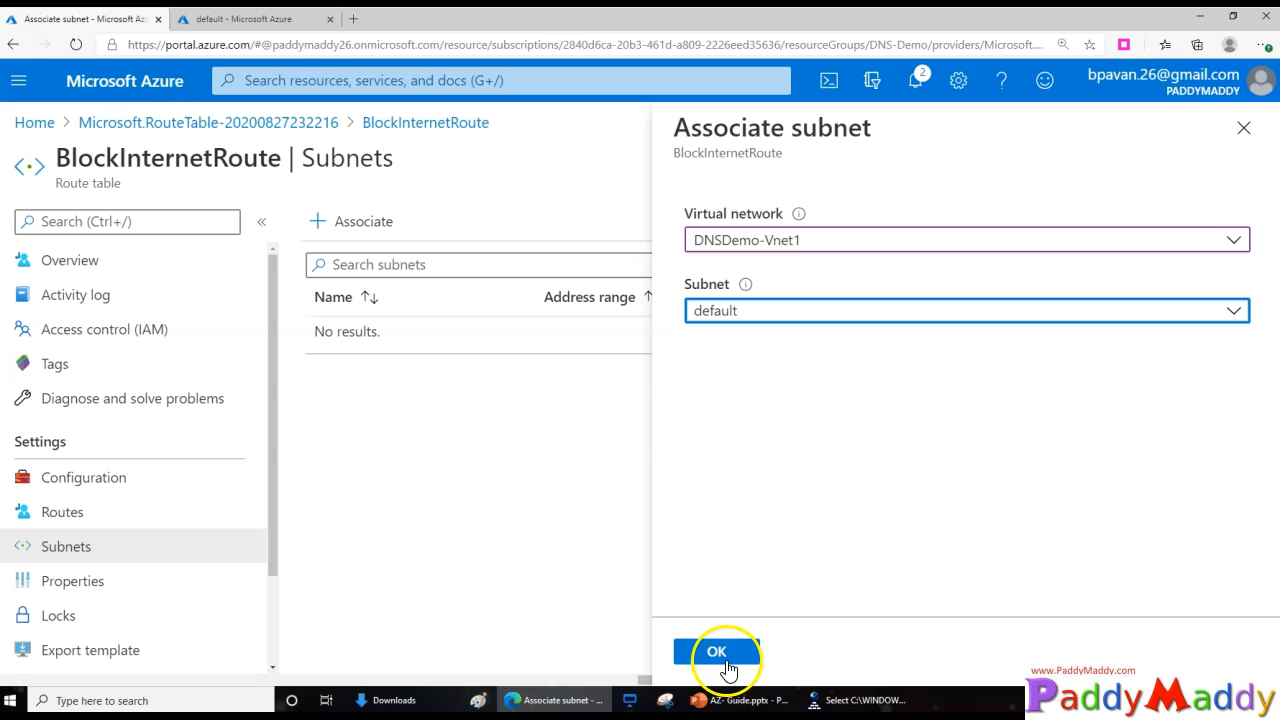 Associate subnet - Microsoft Az
default - Microsoft Azure
https://portal.azure.com/#@paddymaddy26.onmicrosoft.com/resource/subscriptions/2840d6ca-20b3-461d-a809-2226eed35636/resourceGroups/DNS-Demo/providers/Microsoft....
Microsoft Azure
Search resources, services, and docs (G+/)
2
bpavan.26@gmail.com
PADDYMADDY
Home > Microsoft.RouteTable-20200827232216 > BlockInternetRoute
BlockInternetRoute | Subnets
Route table
Search (Ctrl+/)
«
Overview
Activity log
Access control (IAM)
Tags
Diagnose and solve problems
Settings
Configuration
Routes
Subnets
Properties
Locks
Export template
+ Associate
Search subnets
Name ↑↓
Address range ↑
No results.
Associate subnet
BlockInternetRoute
Virtual network
DNSDemo-Vnet1
Subnet
default
OK
www.PaddyMaddy.com
PaddyMaddy
Type here to search
Downloads
Associate subnet - ...
AZ- Guide.pptx - P...
Select C:\WINDOW...